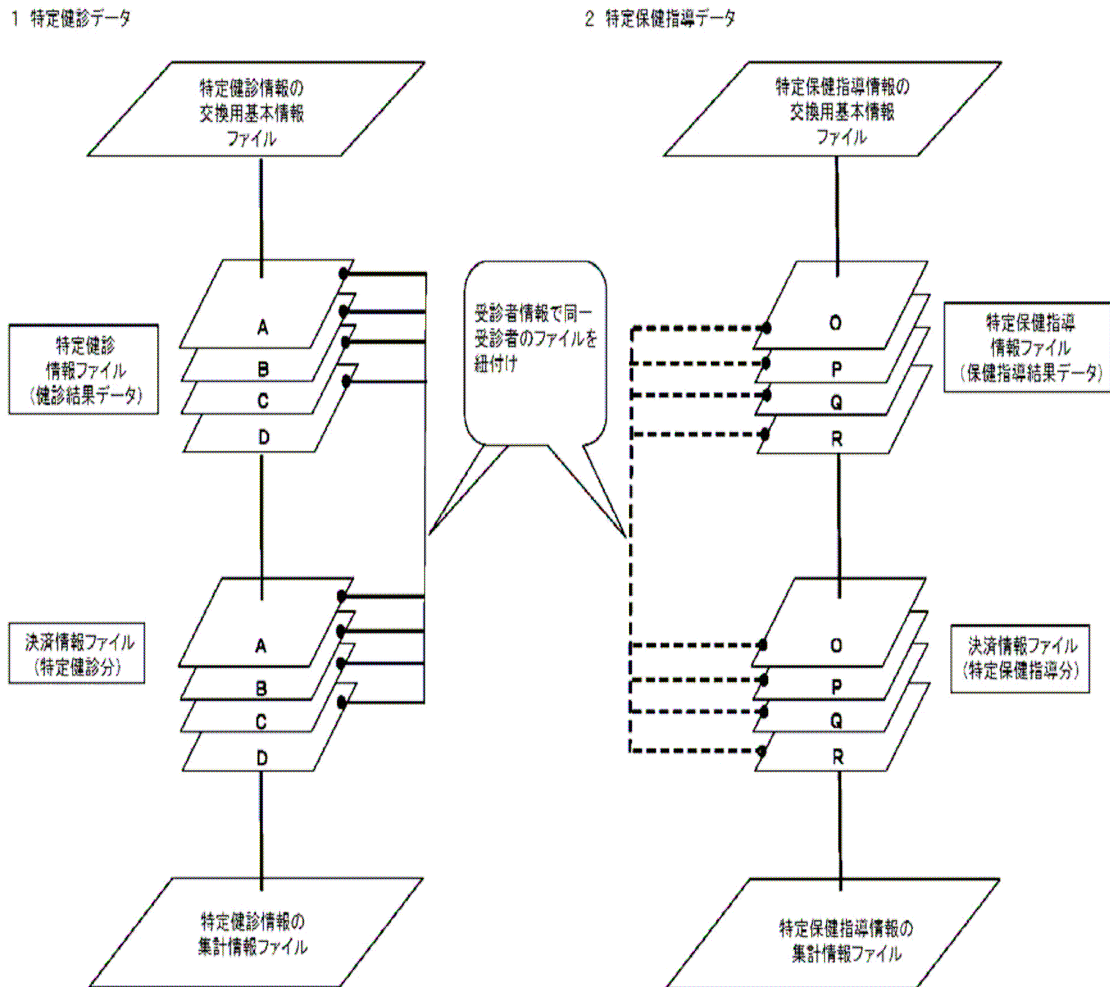 1 特定健診データ
2 特定保健指導データ
特定健診情報の
交換用基本情報
ファイル
特定保健指導情報の
交換用基本情報
ファイル
A
B
C
D
特定健診
情報ファイル
(健診結果データ)
受診者情報で同一
受診者のファイルを
紐付け
O
P
Q
R
特定保健指導
情報ファイル
(保健指導結果データ)
A
B
C
D
決済情報ファイル
(特定健診分)
O
P
Q
R
決済情報ファイル
(特定保健指導分)
特定健診情報の
集計情報ファイル
特定保健指導情報の
集計情報ファイル